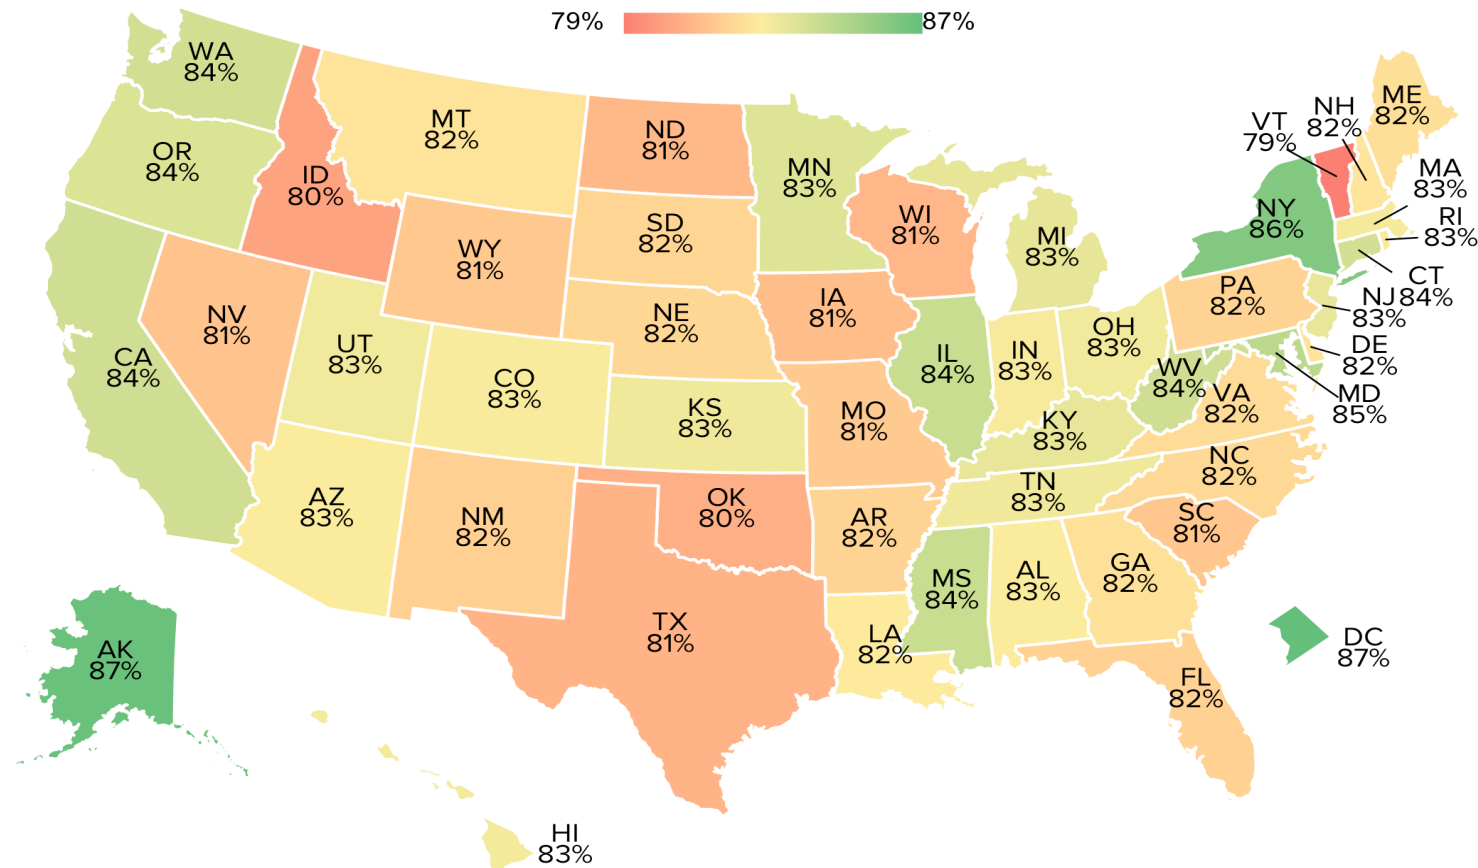 79%
87%
WA
84%
OR
84%
CA
84%
ID
80%
NV
81%
MT
82%
WY
81%
UT
83%
AZ
83%
CO
83%
NM
82%
ND
81%
SD
82%
NE
82%
KS
83%
OK
80%
TX
81%
MN
83%
IA
81%
MO
81%
AR
82%
LA
82%
WI
81%
IL
84%
MS
84%
MI
83%
IN
83%
OH
83%
KY
83%
TN
83%
AL
83%
GA
82%
FL
82%
SC
81%
NC
82%
VA
82%
WV
84%
PA
82%
NY
86%
VT
79%
NH
82%
ME
82%
MA
83%
RI
83%
CT
84%
NJ
83%
DE
82%
MD
85%
DC
87%
AK
87%
HI
83%